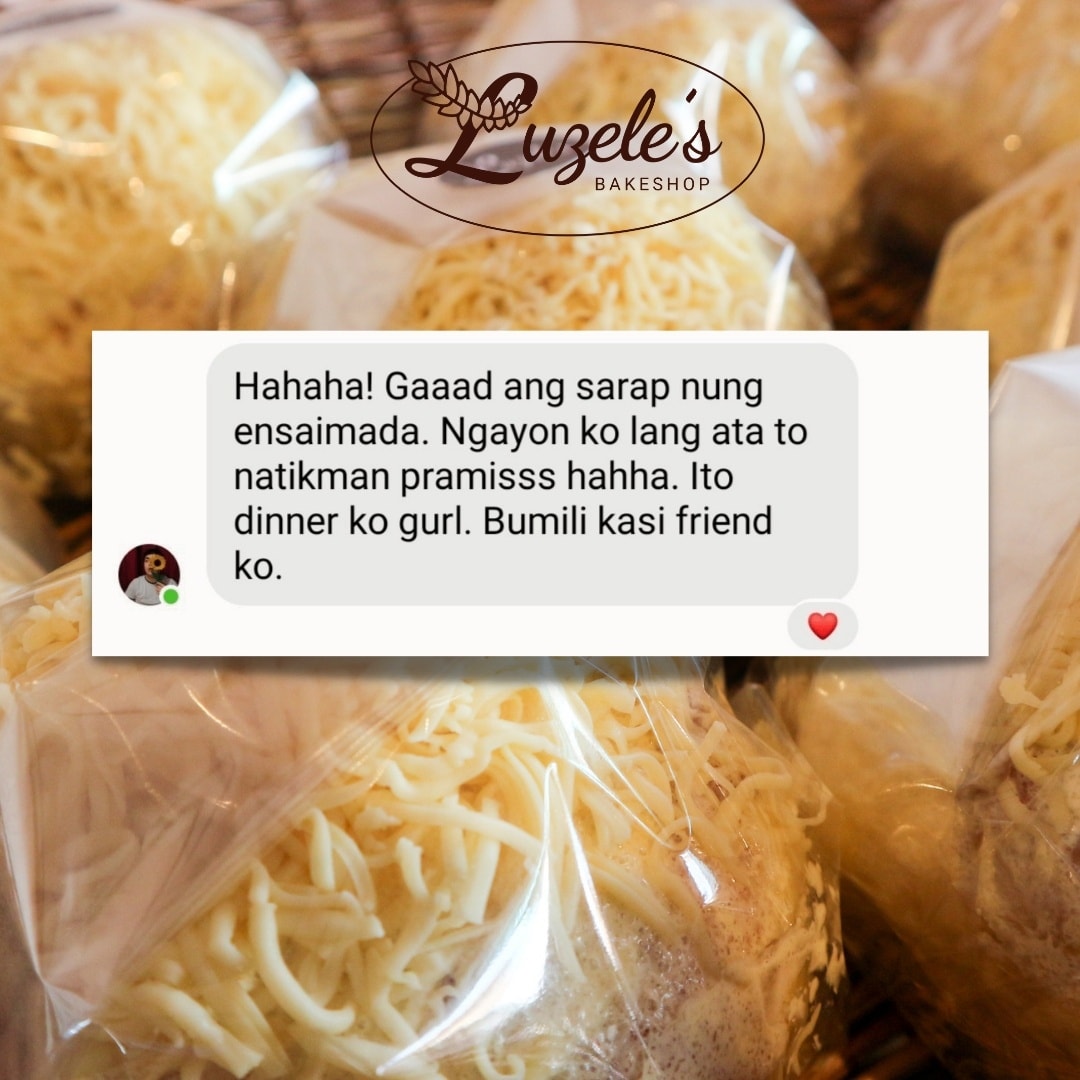 Luzele's
BAKESHOP
Hahaha! Gaaad ang sarap nung
ensaimada. Ngayon ko lang ata to
natikman pramisss hahha. Ito
dinner ko gurl. Bumili kasi friend
ko.